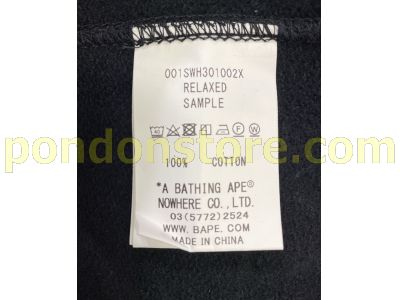 001SWH301002X
RELAXED
SAMPLE
100% COTTON
*A BATHING APE®
NOWHERE CO., LTD.
03(5772)2524
WWW.BAPE.COM
MADE IN CHINA
pondonstore.com